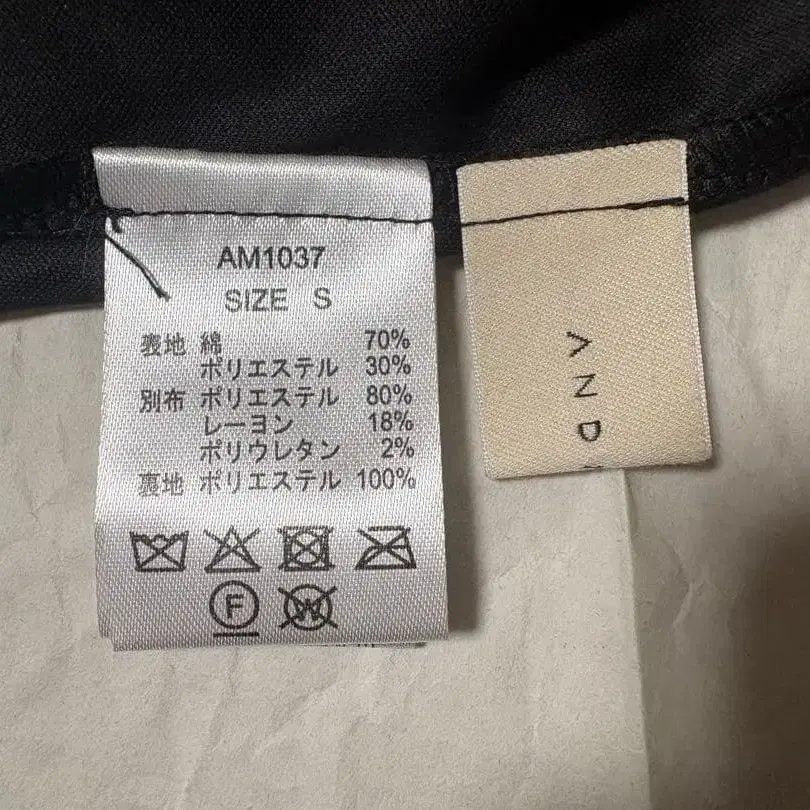 AM1037
SIZE S
表地 綿 70%
ポリエステル 30%
別布 ポリエステル 80%
レーヨン 18%
ポリウレタン 2%
裏地 ポリエステル 100%
F
W
AND